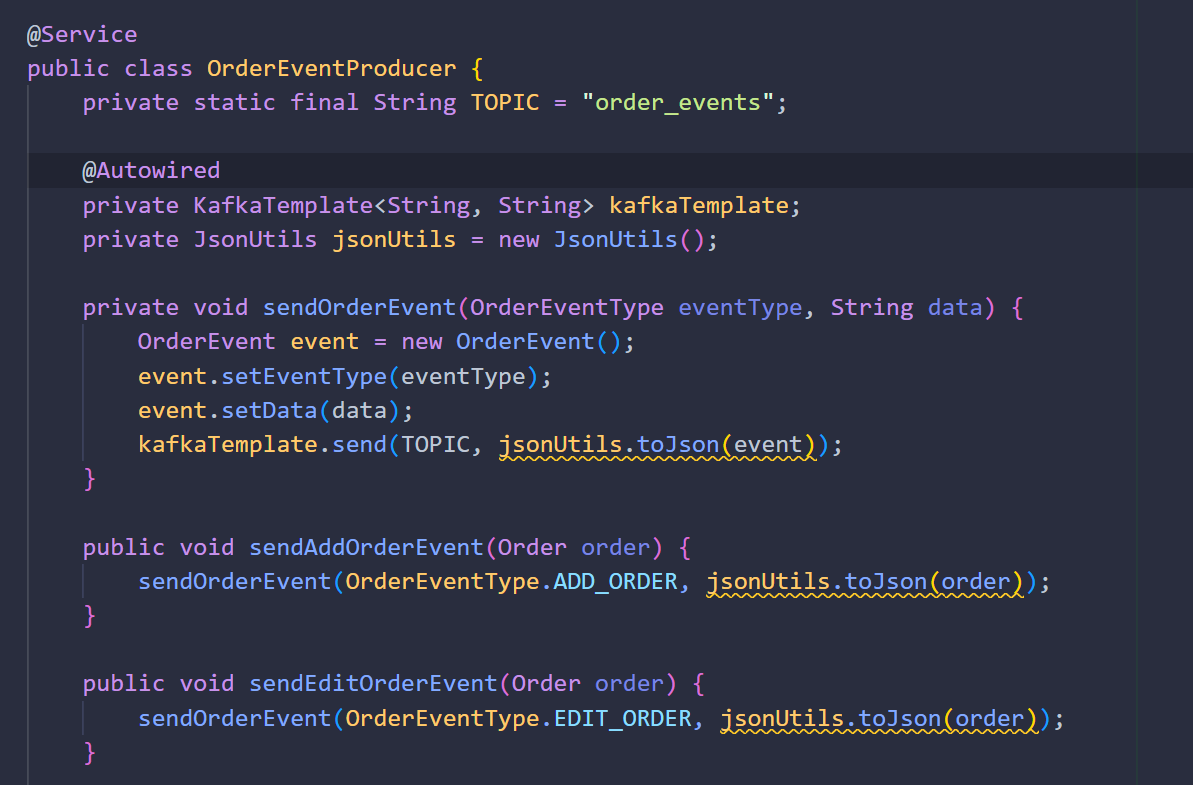 @Service
public class OrderEventProducer {
    private static final String TOPIC = "order_events";

    @Autowired
    private KafkaTemplate<String, String> kafkaTemplate;
    private JsonUtils jsonUtils = new JsonUtils();

    private void sendOrderEvent(OrderEventType eventType, String data) {
        OrderEvent event = new OrderEvent();
        event.setEventType(eventType);
        event.setData(data);
        kafkaTemplate.send(TOPIC, jsonUtils.toJson(event));
    }

    public void sendAddOrderEvent(Order order) {
        sendOrderEvent(OrderEventType.ADD_ORDER, jsonUtils.toJson(order));
    }

    public void sendEditOrderEvent(Order order) {
        sendOrderEvent(OrderEventType.EDIT_ORDER, jsonUtils.toJson(order));
    }